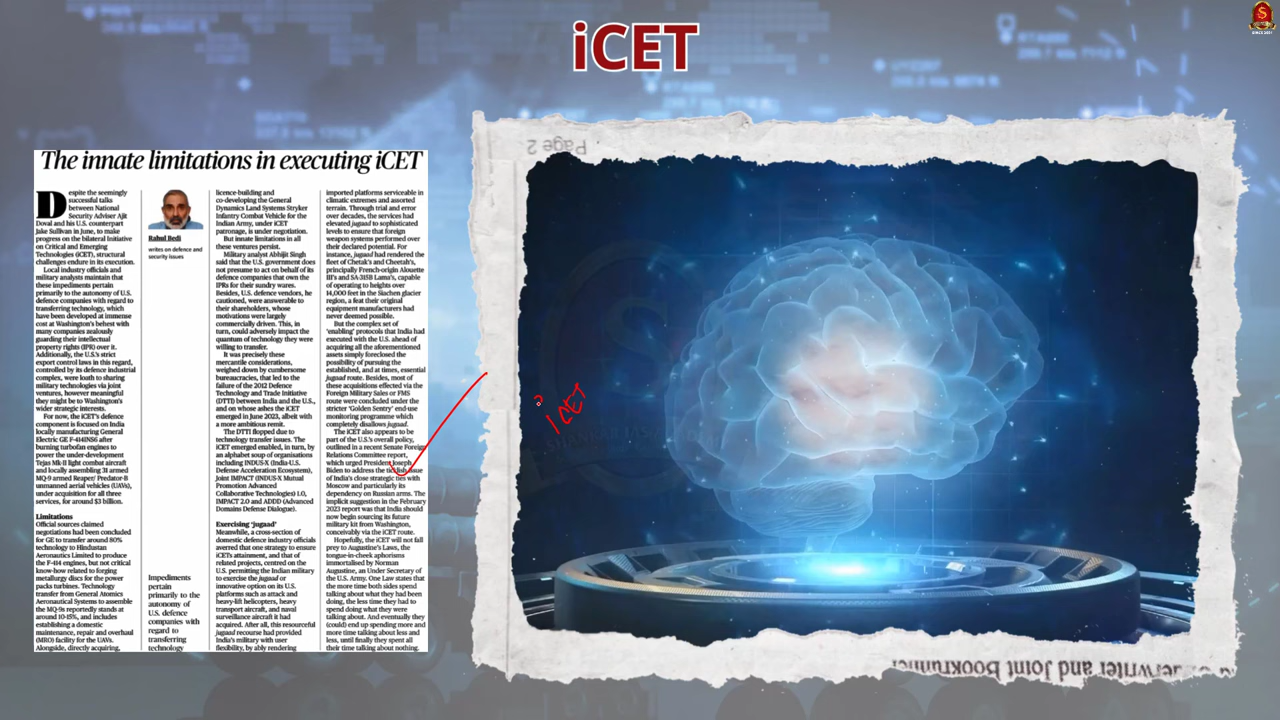 iCET
SINCE 2001
Page 2
The innate limitations in executing iCET
Despite the seemingly
successful talks
between National
Security Adviser Ajit
Doval and his U.S. counterpart
Jake Sullivan in June, to make
progress on the bilateral Initiative
on Critical and Emerging
Technologies (iCET), structural
challenges endure in its execution.
Local industry officials and
military analysts maintain that
these impediments pertain
primarily to the autonomy of U.S.
defence companies with regard to
transferring technology, which
have been developed at immense
cost at Washington's behest with
many companies zealously
guarding their intellectual
property rights (IPR) over it.
Additionally, the U.S.'s strict
export control laws in this regard,
controlled by its defence industrial
complex, were loath to sharing
military technologies via joint
ventures, however meaningful
they might be to Washington's
wider strategic interests.
For now, the iCET's defence
component is focused on India
locally manufacturing General
Electric GE F-414INS6 after
burning turbofan engines to
power the under-development
Tejas Mk-II light combat aircraft
and locally assembling 31 armed
MQ-9 armed Reaper/ Predator-B
unmanned aerial vehicles (UAVs),
under acquisition for all three
services, for around $3 billion.
Limitations
Official sources claimed
negotiations had been concluded
for GE to transfer around 80%
technology to Hindustan
Aeronautics Limited to produce
the F-414 engines, but not critical
know-how related to forging
metallurgy discs for the power
packs turbines. Technology
transfer from General Atomics
Aeronautical Systems to assemble
the MQ-9s reportedly stands at
around 10-15%, and includes
establishing a domestic
maintenance, repair and overhaul
(MRO) facility for the UAVs.
Alongside, directly acquiring,
Rahul Bedi
writes on defence and
security issues
Impediments
pertain
primarily to the
autonomy of
U.S. defence
companies with
regard to
transferring
technology
licence-building and
co-developing the General
Dynamics Land Systems Stryker
Infantry Combat Vehicle for the
Indian Army, under iCET
patronage, is under negotiation.
But innate limitations in all
these ventures persist.
Military analyst Abhijit Singh
said that the U.S. government does
not presume to act on behalf of its
defence companies that own the
IPRs for their sundry wares.
Besides, U.S. defence vendors, he
cautioned, were answerable to
their shareholders, whose
motivations were largely
commercially driven. This, in
turn, could adversely impact the
quantum of technology they were
willing to transfer.
It was precisely these
mercantile considerations,
weighed down by cumbersome
bureaucracies, that led to the
failure of the 2012 Defence
Technology and Trade Initiative
(DTTI) between India and the U.S.,
and on whose ashes the iCET
emerged in June 2023, albeit with
a more ambitious remit.
The DTTI flopped due to
technology transfer issues. The
iCET emerged enabled, in turn, by
an alphabet soup of organisations
including INDUS-X (India-U.S.
Defense Acceleration Ecosystem),
Joint IMPACT (INDUS-X Mutual
Promotion Advanced
Collaborative Technologies) 1.0,
IMPACT 2.0 and ADDD (Advanced
Domains Defense Dialogue).
Exercising 'jugaad'
Meanwhile, a cross-section of
domestic defence industry officials
averred that one strategy to ensure
iCETs attainment, and that of
related projects, centred on the
U.S. permitting the Indian military
to exercise the jugaad or
innovative option on its U.S.
platforms such as attack and
heavy-lift helicopters, heavy
transport aircraft, and naval
surveillance aircraft it had
acquired. After all, this resourceful
jugaad recourse had provided
India's military with user
flexibility, by ably rendering
imported platforms serviceable in
climatic extremes and assorted
terrain. Through trial and error
over decades, the services had
elevated jugaad to sophisticated
levels to ensure that foreign
weapon systems performed over
their declared potential. For
instance, jugaad had rendered the
fleet of Chetak's and Cheetah's,
principally French-origin Alouette
III's and SA-315B Lama's, capable
of operating to heights over
14,000 feet in the Siachen glacier
region, a feat their original
equipment manufacturers had
never deemed possible.
But the complex set of
'enabling' protocols that India had
executed with the U.S. ahead of
acquiring all the aforementioned
assets simply foreclosed the
possibility of pursuing the
established, and at times, essential
jugaad route. Besides, most of
these acquisitions effected via the
Foreign Military Sales or FMS
route were concluded under the
stricter 'Golden Sentry' end-use
monitoring programme which
completely disallows jugaad.
The iCET also appears to be
part of the U.S.'s overall policy,
outlined in a recent Senate Foreign
Relations Committee report,
which urged President Joseph
Biden to address the ticklish issue
of India's close strategic ties with
Moscow and particularly its
dependency on Russian arms. The
implicit suggestion in the February
2023 report was that India should
now begin sourcing its future
military kit from Washington,
conceivably via the iCET route.
Hopefully, the iCET will not fall
prey to Augustine's Laws, the
tongue-in-cheek aphorisms
immortalised by Norman
Augustine, an Under Secretary of
the U.S. Army. One Law states that
the more time both sides spend
talking about what they had been
doing, the less time they had to
spend doing what they were
talking about. And eventually they
(could) end up spending more and
more time talking about less and
less, until finally they spent all
their time talking about nothing.
iCET
erwriter and Joint Bookrunner